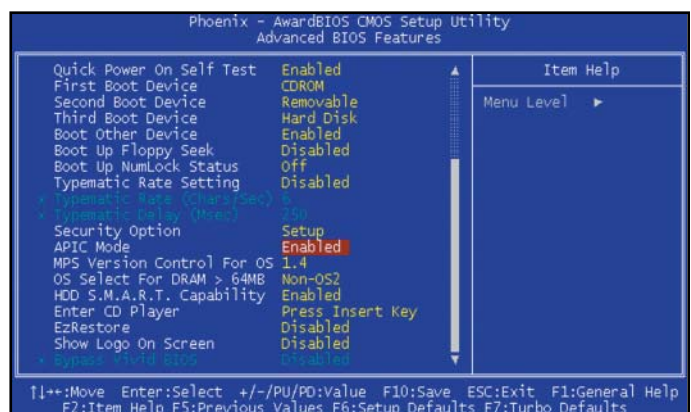 Phoenix - AwardBIOS CMOS Setup Utility
Advanced BIOS Features
Quick Power On Self Test Enabled
First Boot Device CDROM
Second Boot Device Removable
Third Boot Device Hard Disk
Boot Other Device Enabled
Boot Up Floppy Seek Disabled
Boot Up NumLock Status Off
Typematic Rate Setting Disabled
x Typematic Rate (Chars/Sec) 6
x Typematic Delay (Msec) 250
Security Option Setup
APIC Mode Enabled
MPS Version Control For OS 1.4
OS Select For DRAM > 64MB Non-OS2
HDD S.M.A.R.T. Capability Enabled
Enter CD Player Press Insert Key
EzRestore Disabled
Show Logo On Screen Disabled
x Bypass Vivid BIOS Disabled
Item Help
Menu Level ►
↑↓→←:Move Enter:Select +/-/PU/PD:Value F10:Save ESC:Exit F1:General Help
F2:Item Help F5:Previous Values F6:Setup Defaults F7:Turbo Defaults